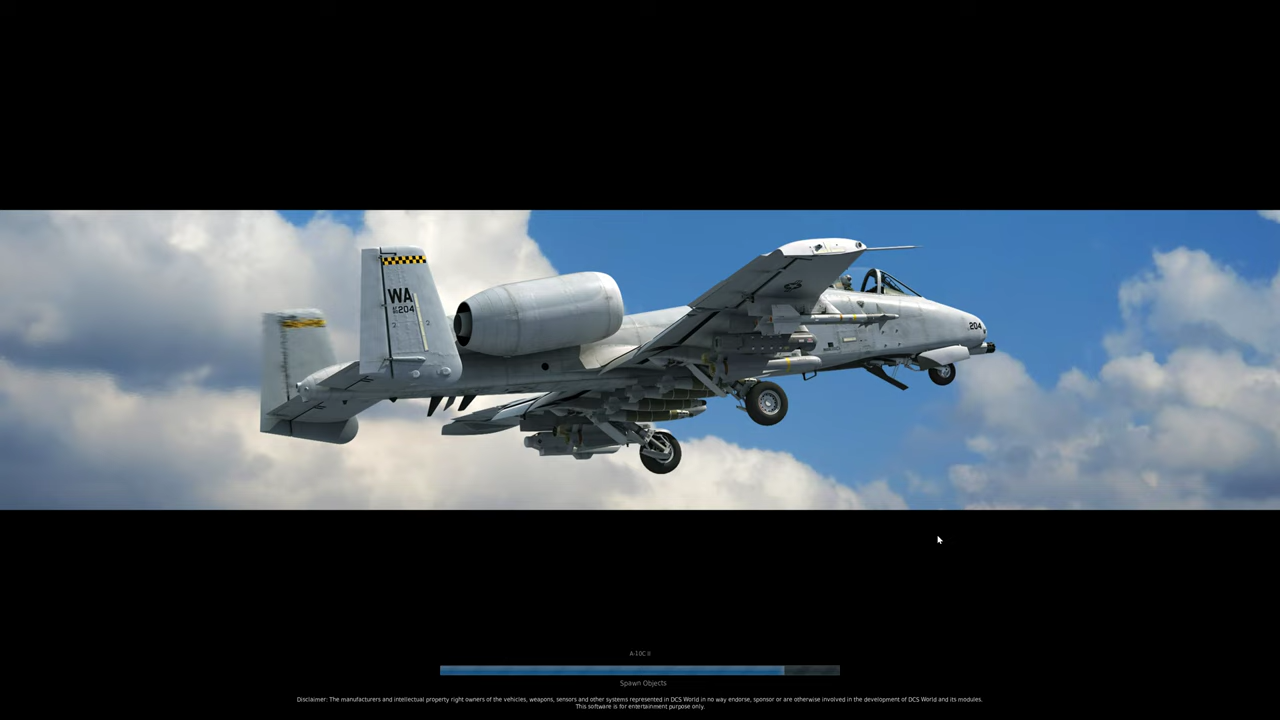 WA
204
204
A-10C II
Spawn Objects
Disclaimer: The manufacturers and intellectual property right owners of the vehicles, weapons, sensors and other systems represented in DCS World in no way endorse, sponsor or are otherwise involved in the development of DCS World and its modules.
This software is for entertainment purpose only.